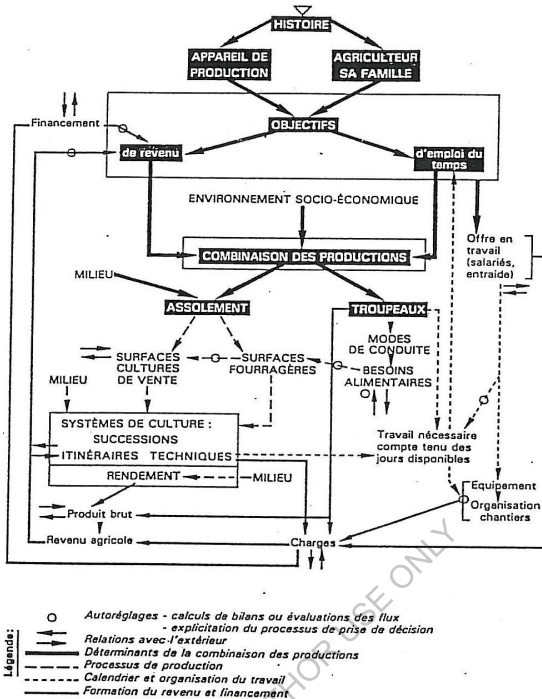 HISTOIRE
APPAREIL DE
PRODUCTION
AGRICULTEUR
SA FAMILLE
Financement
OBJECTIFS
de revenu
d'emploi du
temps
ENVIRONNEMENT SOCIO-ÉCONOMIQUE
COMBINAISON DES PRODUCTIONS
Offre en
travail
(salariés,
entraide)
MILIEU
ASSOLEMENT
TROUPEAUX
MODES
DE CONDUITE
SURFACES
CULTURES
DE VENTE
SURFACES
FOURRAGÈRES
BESOINS
ALIMENTAIRES
MILIEU
SYSTÈMES DE CULTURE :
SUCCESSIONS
ITINÉRAIRES TECHNIQUES
RENDEMENT
MILIEU
Travail nécessaire
compte tenu des
jours disponibles
Equipement
Organisation
chantiers
Produit brut
Revenu agricole
Charges
Légende :
Autoréglages - calculs de bilans ou évaluations des flux
- explicitation du processus de prise de décision
Relations avec l'extérieur
Déterminants de la combinaison des productions
Processus de production
Calendrier et organisation du travail
Formation du revenu et financement
THOR USE ONLY